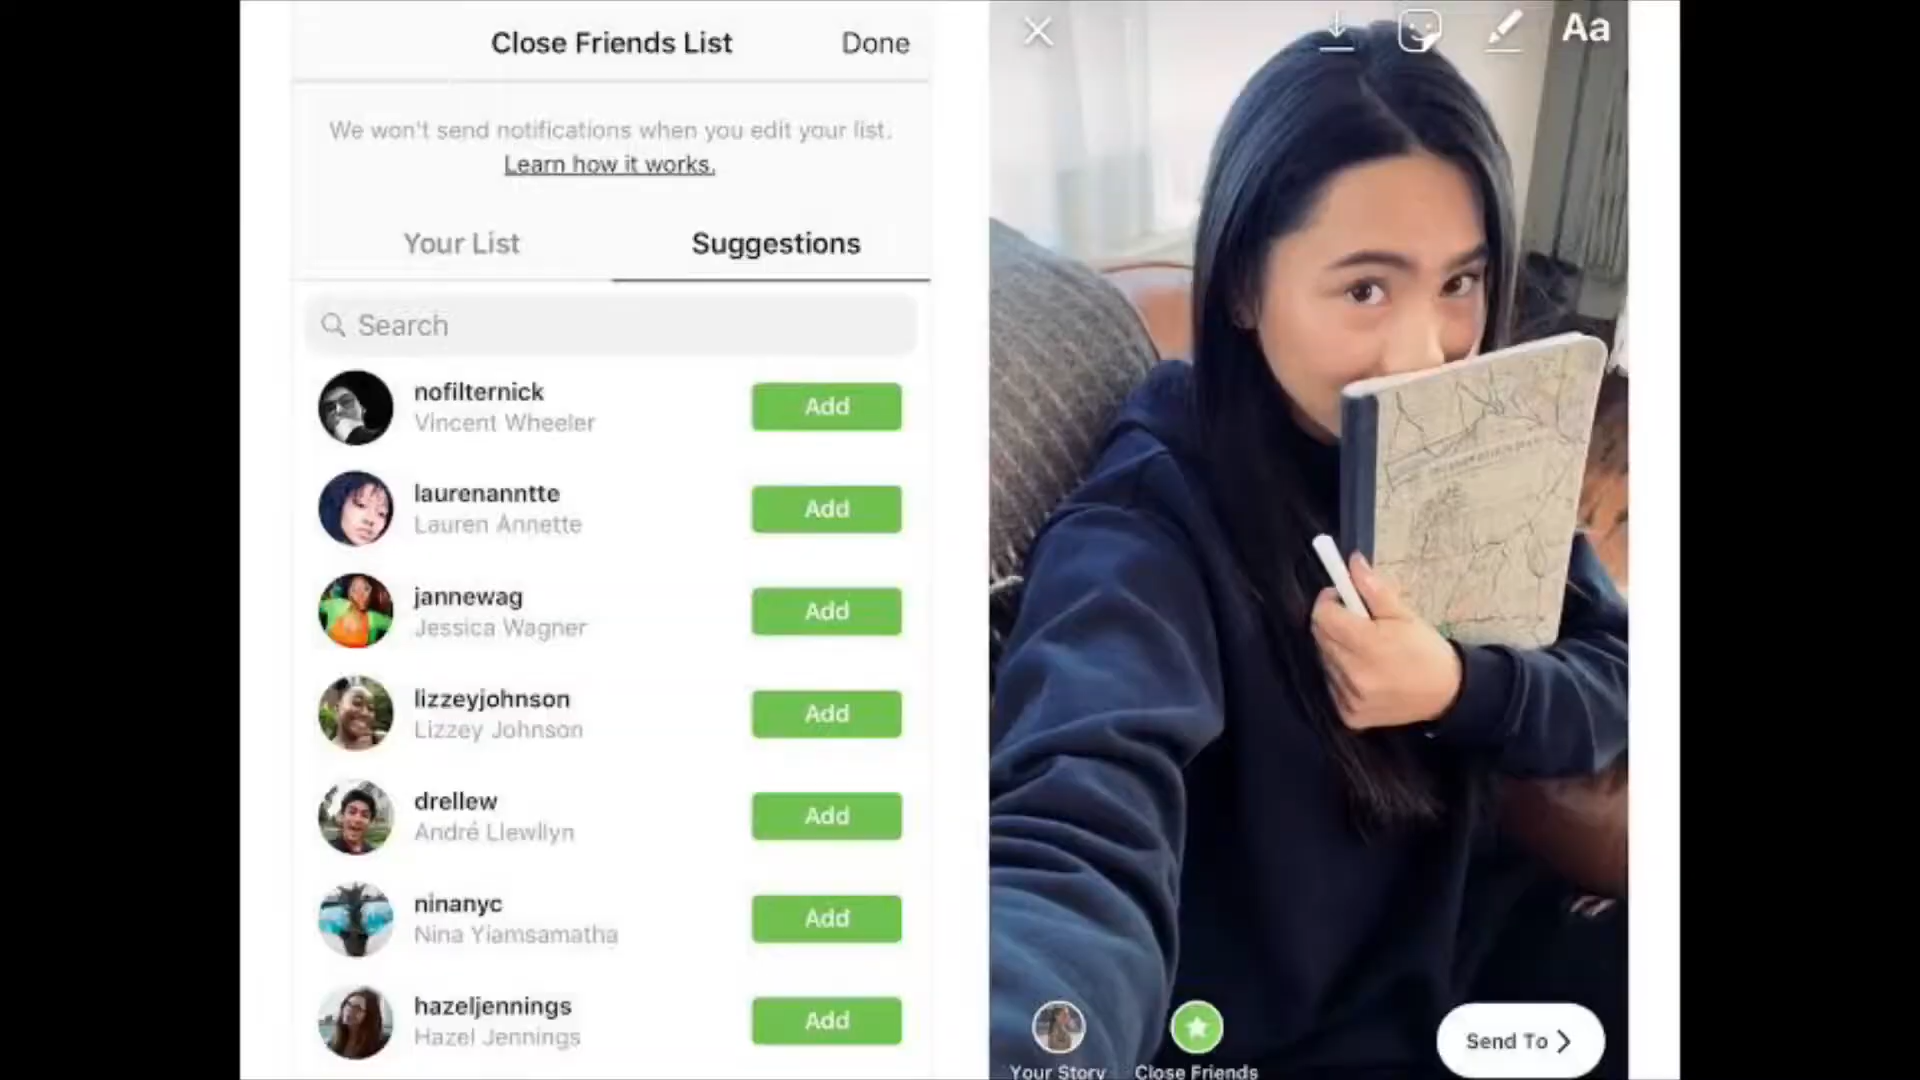 Close Friends List
Done
We won't send notifications when you edit your list.
Learn how it works.
Your List
Suggestions
Search
nofilternick
Vincent Wheeler
Add
laurenanntte
Lauren Annette
Add
jannewag
Jessica Wagner
Add
lizzeyjohnson
Lizzey Johnson
Add
drellew
André Llewllyn
Add
ninanyc
Nina Yiamsamatha
Add
hazeljennings
Hazel Jennings
Add
Aa
Your Story
Close Friends
Send To